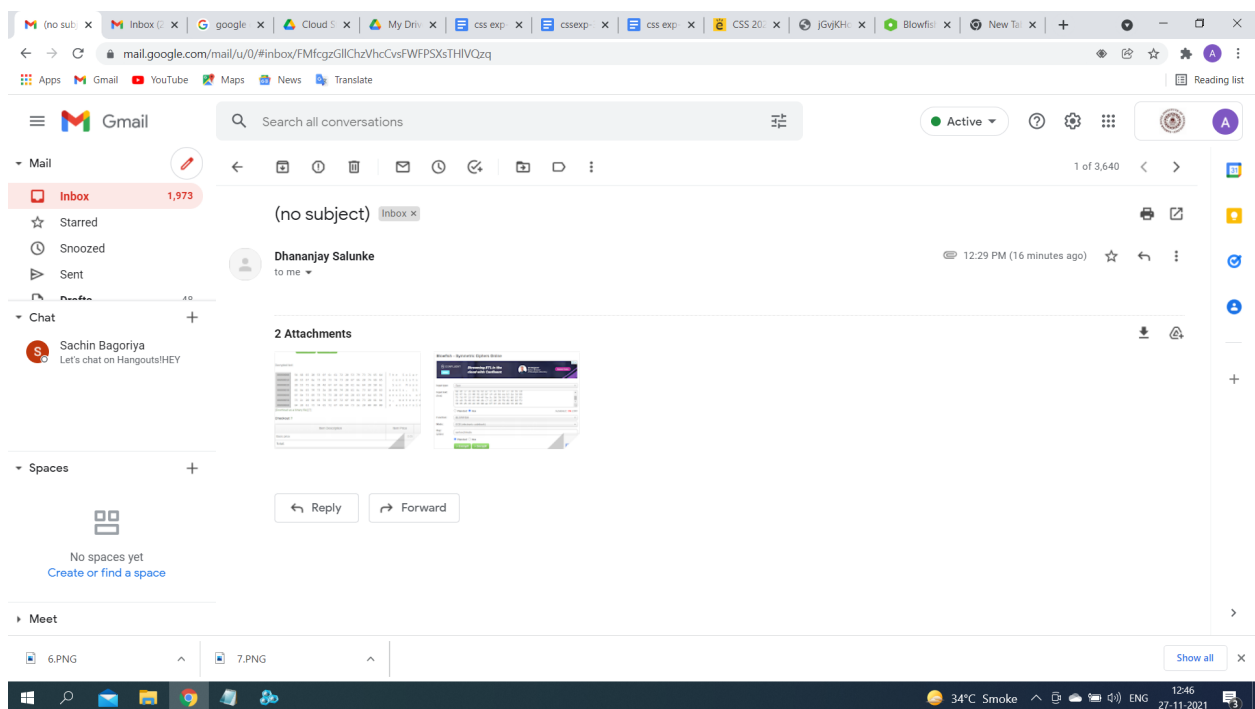 (no sub
Inbox (2
google
Cloud S
My Driv
css exp-
cssexp-
css exp-
CSS 202
jGvjKHc
Blowfis
New Ta
mail.google.com/mail/u/0/#inbox/FMfcgzGllChzVhcCvsFWFPSXsTHlVQzq
A
Apps
Gmail
YouTube
Maps
News
Translate
Reading list
Gmail
Search all conversations
Active
A
Mail
1 of 3,640
31
Inbox 1,973
(no subject) Inbox ×
Starred
Snoozed
Dhananjay Salunke
12:29 PM (16 minutes ago)
to me
Sent
Drafts 48
Chat
2 Attachments
S
Sachin Bagoriya
Let's chat on Hangouts!HEY
Spaces
Reply
Forward
No spaces yet
Create or find a space
Meet
6.PNG
7.PNG
Show all
34°C Smoke
ENG
12:46
27-11-2021
3